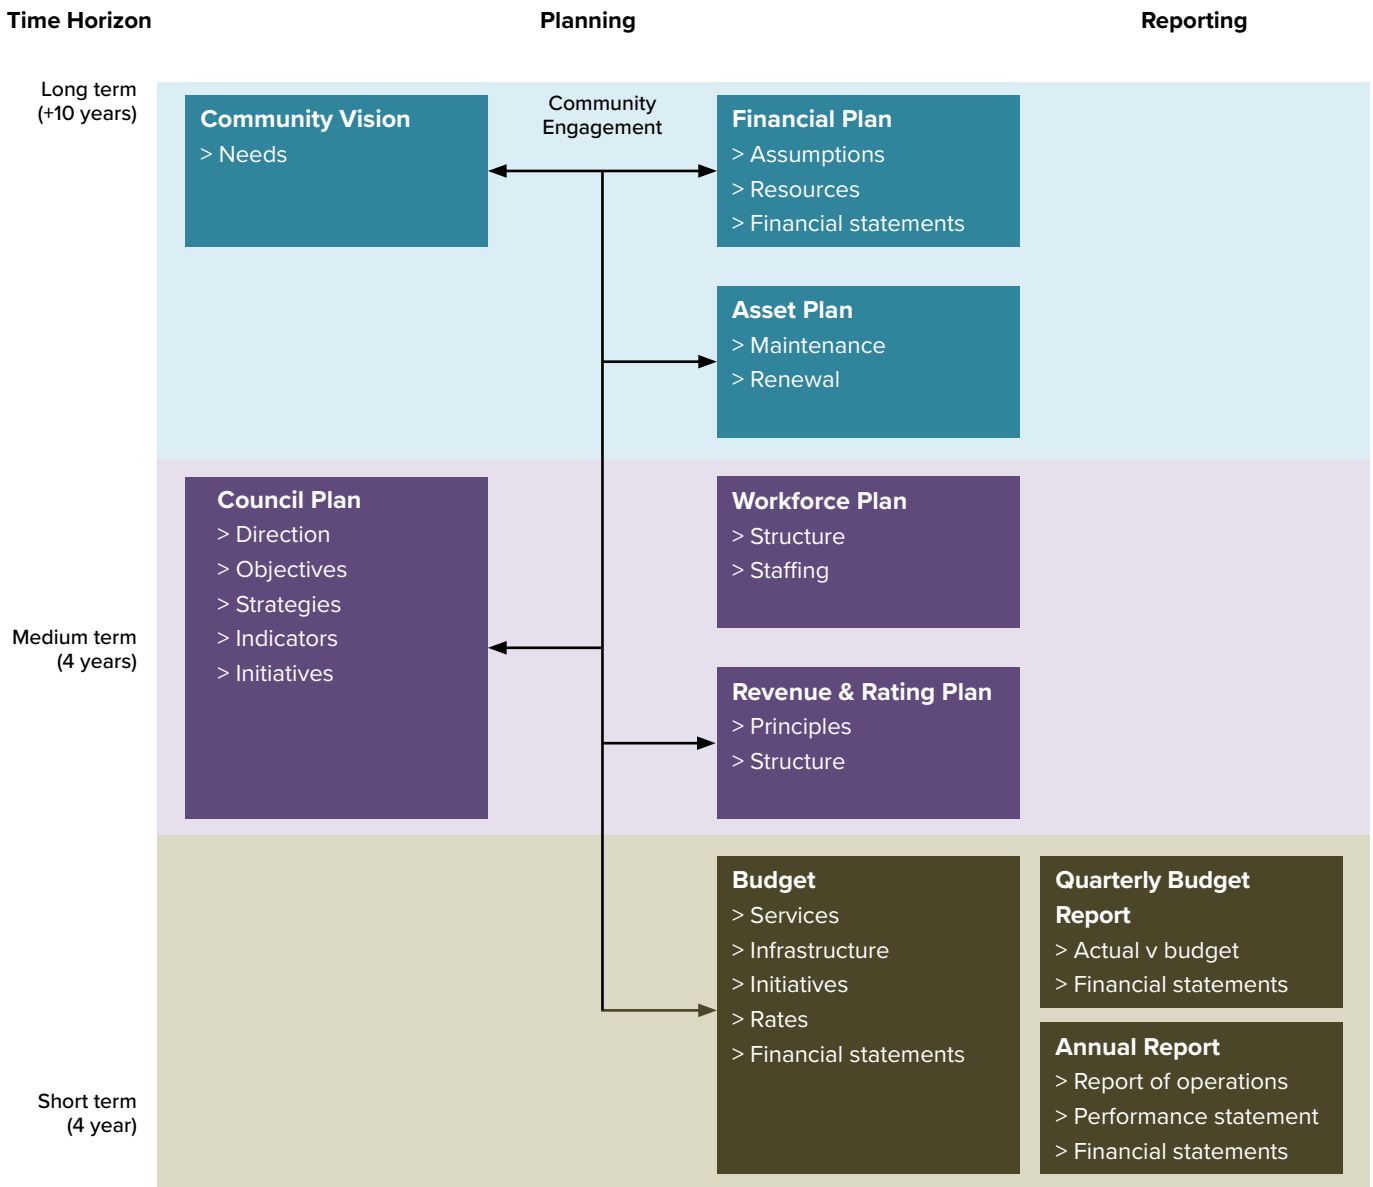 Time Horizon
Planning
Reporting
Long term
(+10 years)
Community Vision
> Needs
Community
Engagement
Financial Plan
> Assumptions
> Resources
> Financial statements
Asset Plan
> Maintenance
> Renewal
Medium term
(4 years)
Council Plan
> Direction
> Objectives
> Strategies
> Indicators
> Initiatives
Workforce Plan
> Structure
> Staffing
Revenue & Rating Plan
> Principles
> Structure
Short term
(4 year)
Budget
> Services
> Infrastructure
> Initiatives
> Rates
> Financial statements
Quarterly Budget
Report
> Actual v budget
> Financial statements
Annual Report
> Report of operations
> Performance statement
> Financial statements